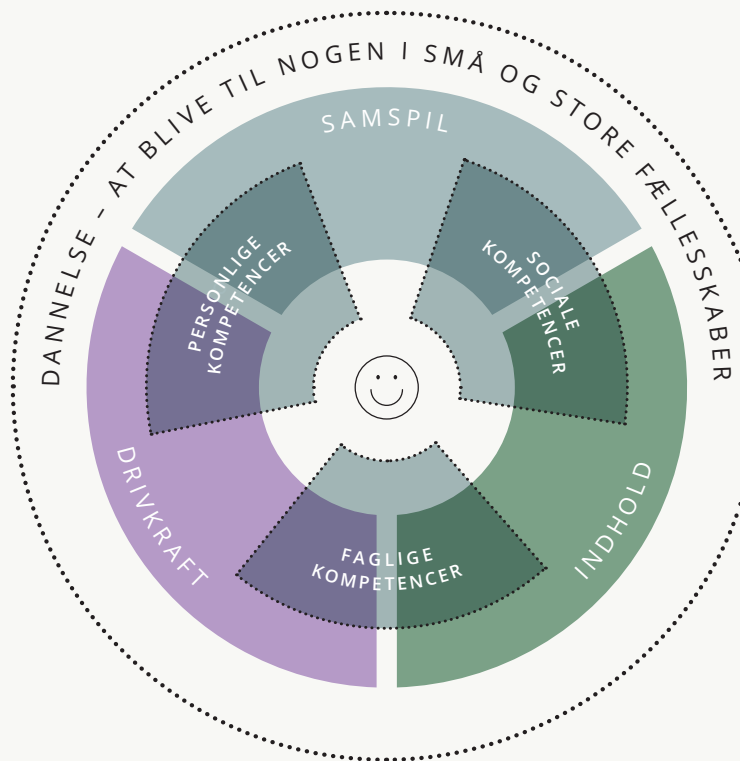 DANNELSE – AT BLIVE TIL NOGEN I SMÅ OG STORE FÆLLESSKABER
SAMSPIL
PERSONLIGE
KOMPETENCER
SOCIALE
KOMPETENCER
DRIVKRAFT
INDHOLD
FAGLIGE
KOMPETENCER